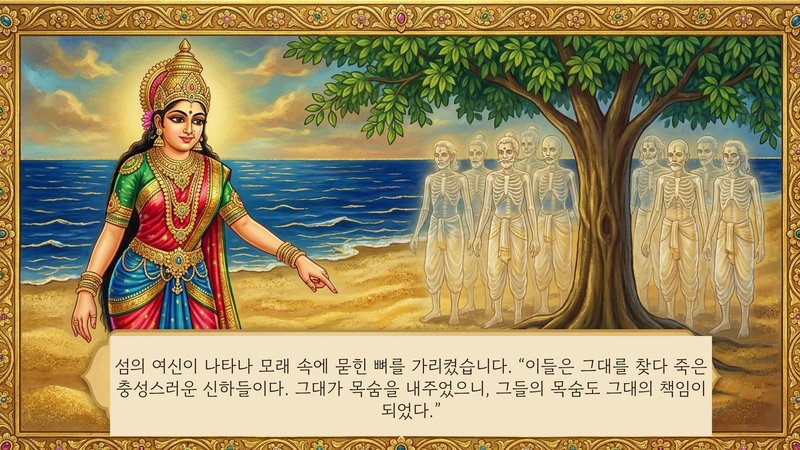 섬의 여신이 나타나 모래 속에 묻힌 뼈를 가리켰습니다. “이들은 그대를 찾다 죽은
충성스러운 신하들이다. 그대가 목숨을 내주었으니, 그들의 목숨도 그대의 책임이
되었다.”